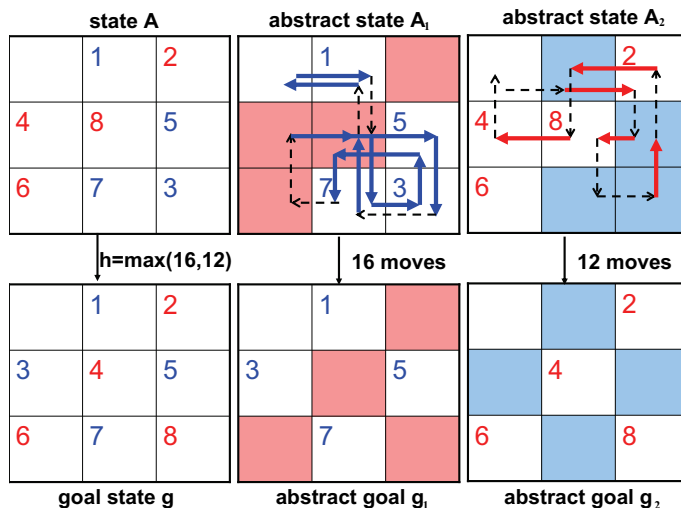 state A abstract state A₁ abstract state A₂
1 2 1 2
4 8 5 5 4 8
6 7 3 7 3 6
h=max(16,12) 16 moves 12 moves
1 2 1 2
3 4 5 3 5 4
6 7 8 7 6 8
goal state g abstract goal g₁ abstract goal g₂